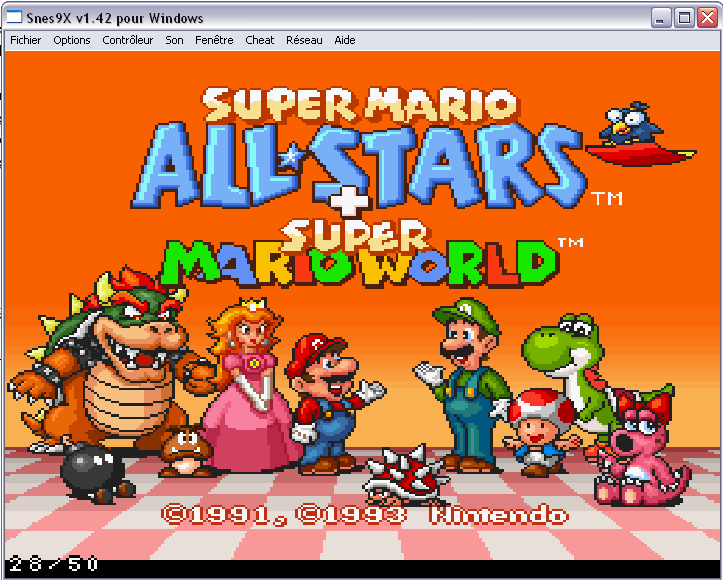 Snes9X v1.42 pour Windows
Fichier Options Contrôleur Son Fenêtre Cheat Réseau Aide
SUPER MARIO
ALL-STARS TM
+
SUPER
MARIO WORLD TM
©1991, ©1993 Nintendo
28/50